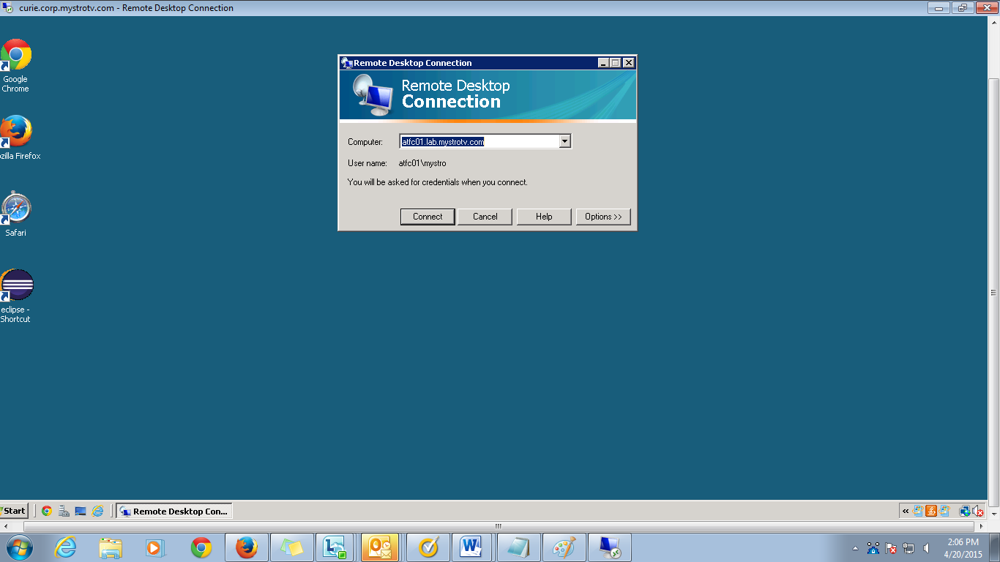 curie.corp.mystrotv.com - Remote Desktop Connection
Google
Chrome
zilla Firefox
Safari
eclipse -
Shortcut
Remote Desktop Connection
Remote Desktop
Connection
Computer: atfc01.lab.mystrotv.com
User name: atfc01\mystro
You will be asked for credentials when you connect.
Connect Cancel Help Options >>
Start Remote Desktop Con... «
2:06 PM
4/20/2015